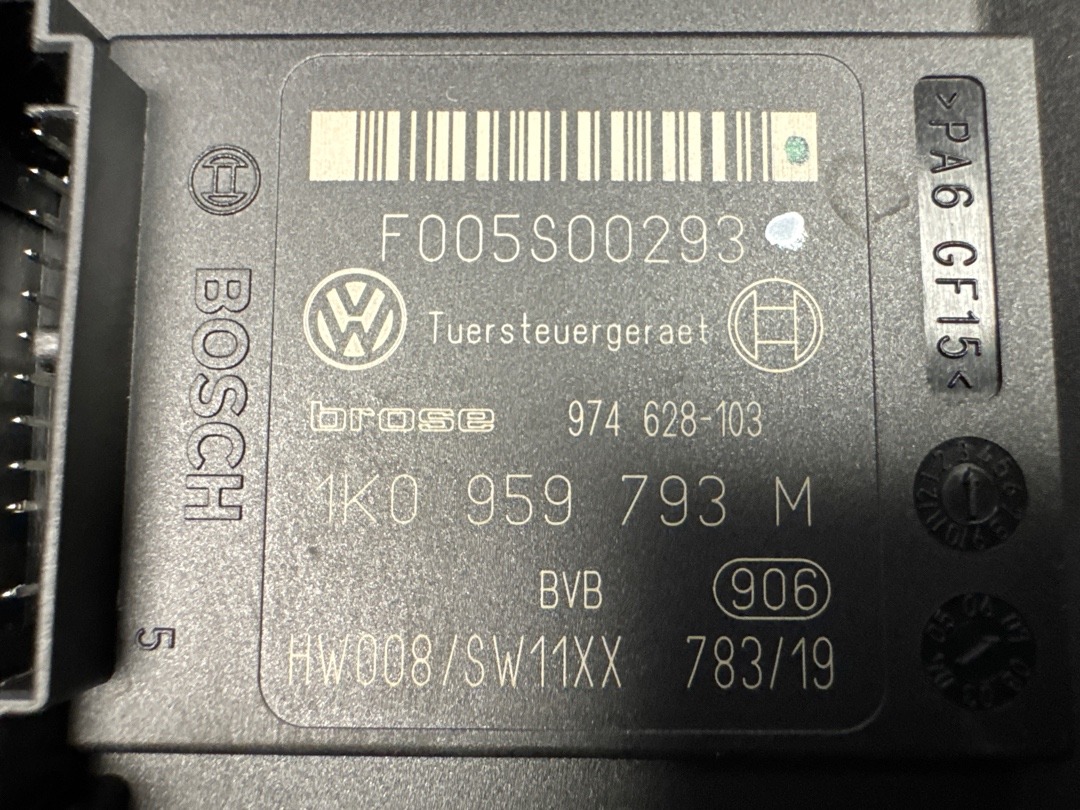 F005S00293
Tuersteuergeraet
brose 974 628-103
1K0 959 793 M
BVB 906
HW008/SW11XX 783/19
BOSCH
>PA6 GF15<
5